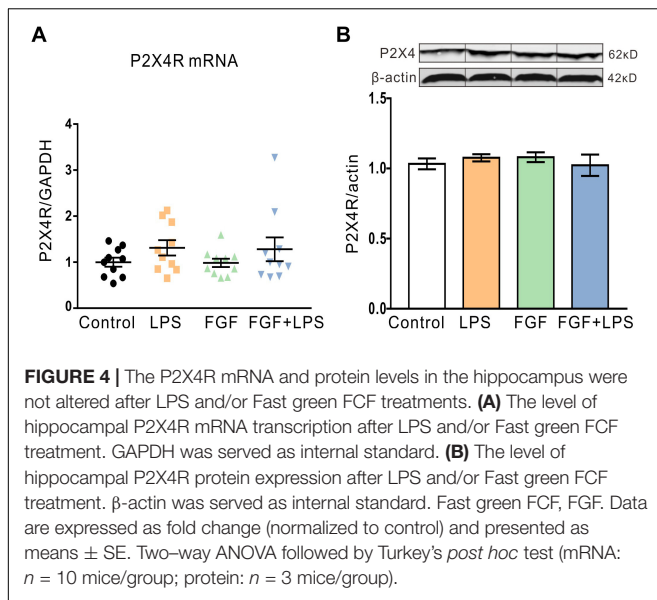 A
P2X4R mRNA
P2X4R/GAPDH
4
3
2
1
0
Control LPS FGF FGF+LPS
B
P2X4 62KD
β-actin 42KD
P2X4R/actin
1.5
1.0
0.5
0.0
Control LPS FGF FGF+LPS
FIGURE 4 | The P2X4R mRNA and protein levels in the hippocampus were
not altered after LPS and/or Fast green FCF treatments. (A) The level of
hippocampal P2X4R mRNA transcription after LPS and/or Fast green FCF
treatment. GAPDH was served as internal standard. (B) The level of
hippocampal P2X4R protein expression after LPS and/or Fast green FCF
treatment. β-actin was served as internal standard. Fast green FCF, FGF. Data
are expressed as fold change (normalized to control) and presented as
means ± SE. Two–way ANOVA followed by Turkey's post hoc test (mRNA:
n = 10 mice/group; protein: n = 3 mice/group).